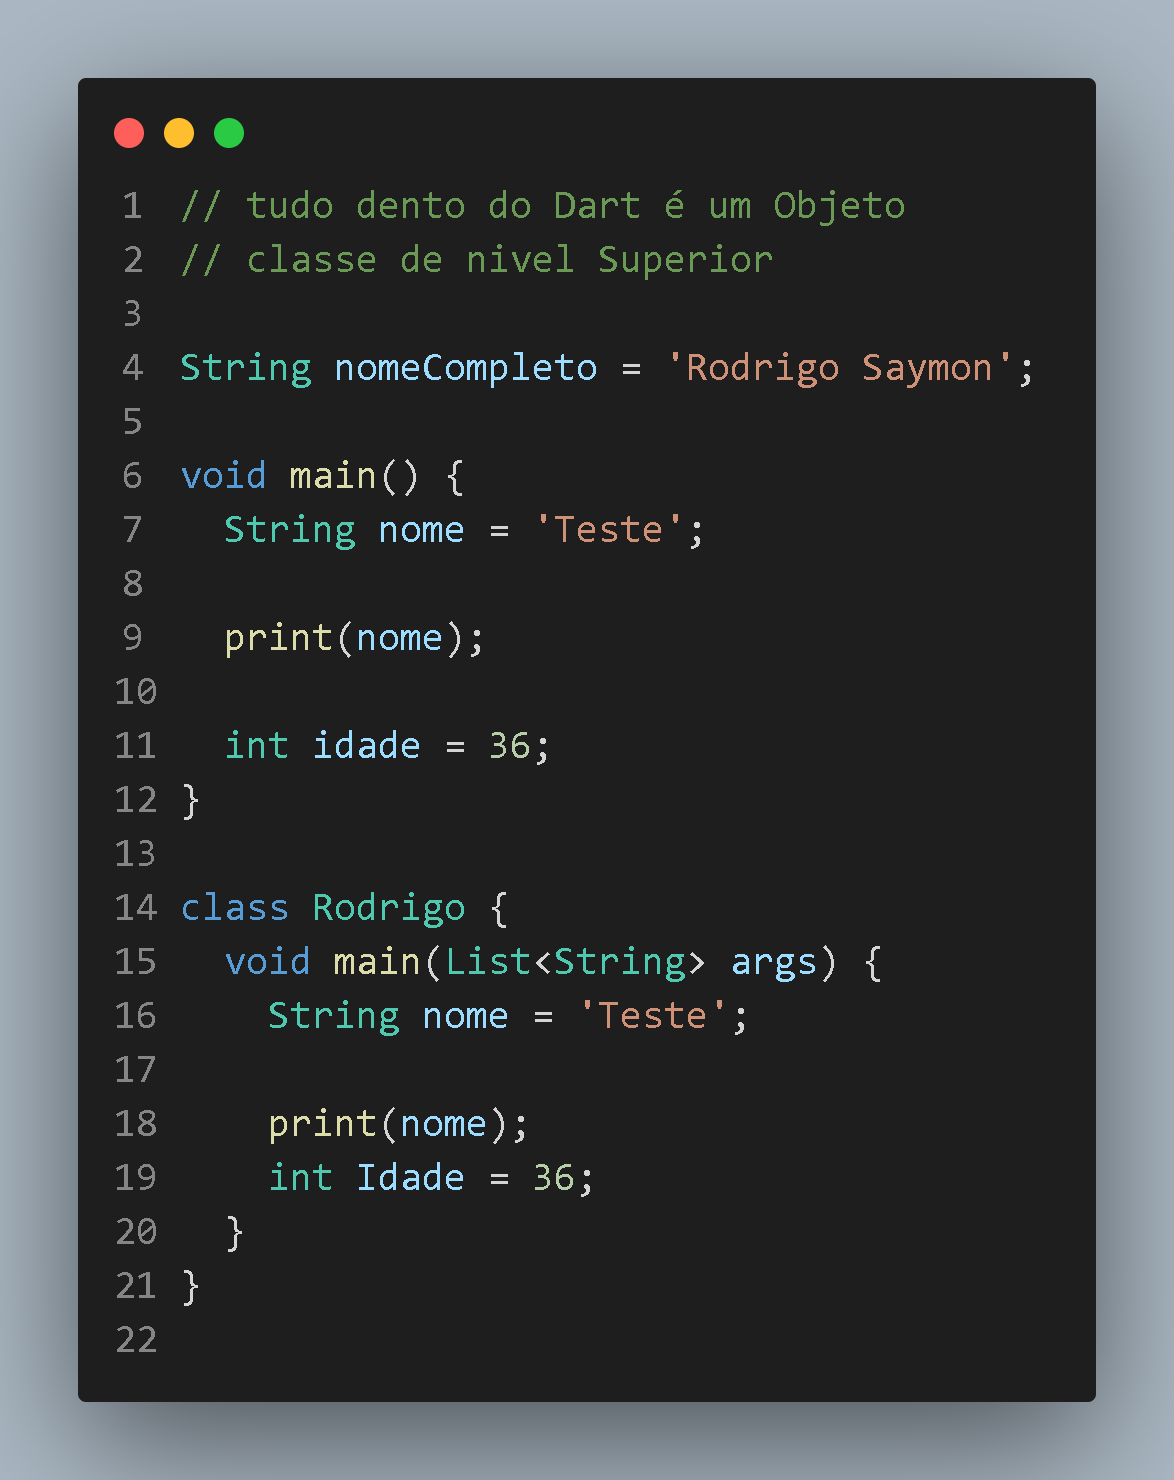 1 // tudo dento do Dart é um Objeto
2 // classe de nivel Superior
3
4 String nomeCompleto = 'Rodrigo Saymon';
5
6 void main() {
7   String nome = 'Teste';
8
9   print(nome);
10
11   int idade = 36;
12 }
13
14 class Rodrigo {
15   void main(List<String> args) {
16     String nome = 'Teste';
17
18     print(nome);
19     int Idade = 36;
20   }
21 }
22